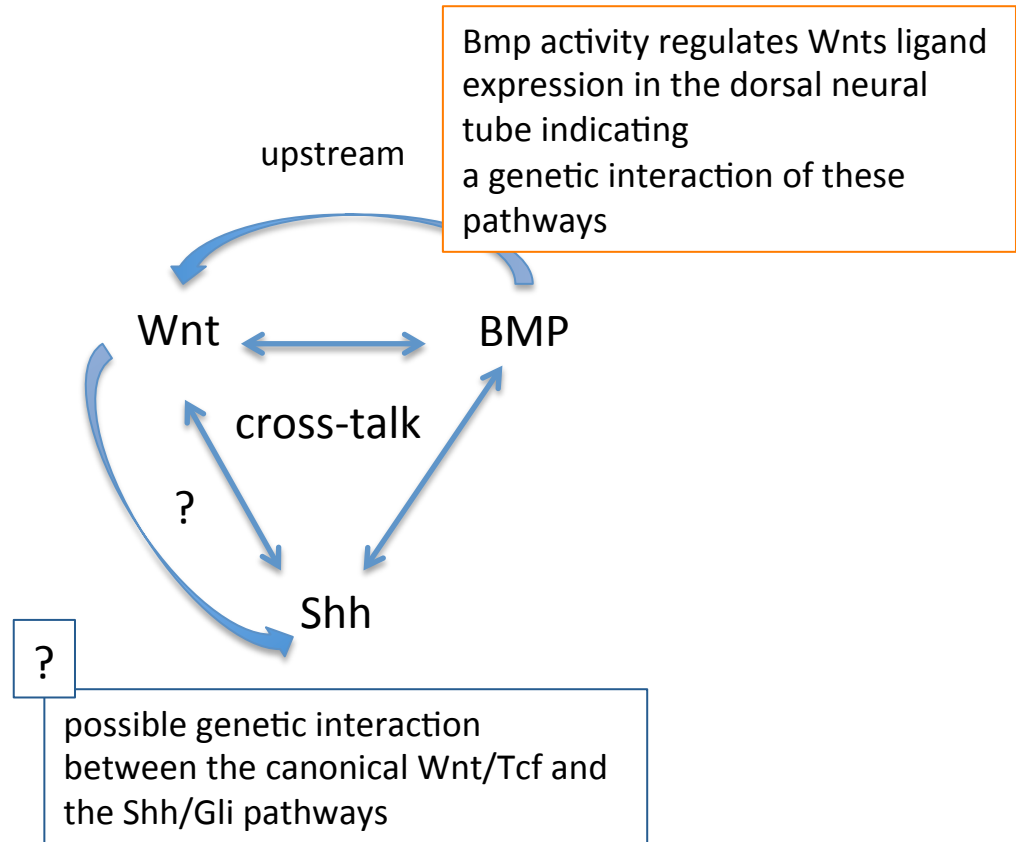 Bmp activity regulates Wnts ligand
expression in the dorsal neural
tube indicating
a genetic interaction of these
pathways
upstream
Wnt
BMP
cross-talk
?
Shh
?
possible genetic interaction
between the canonical Wnt/Tcf and
the Shh/Gli pathways